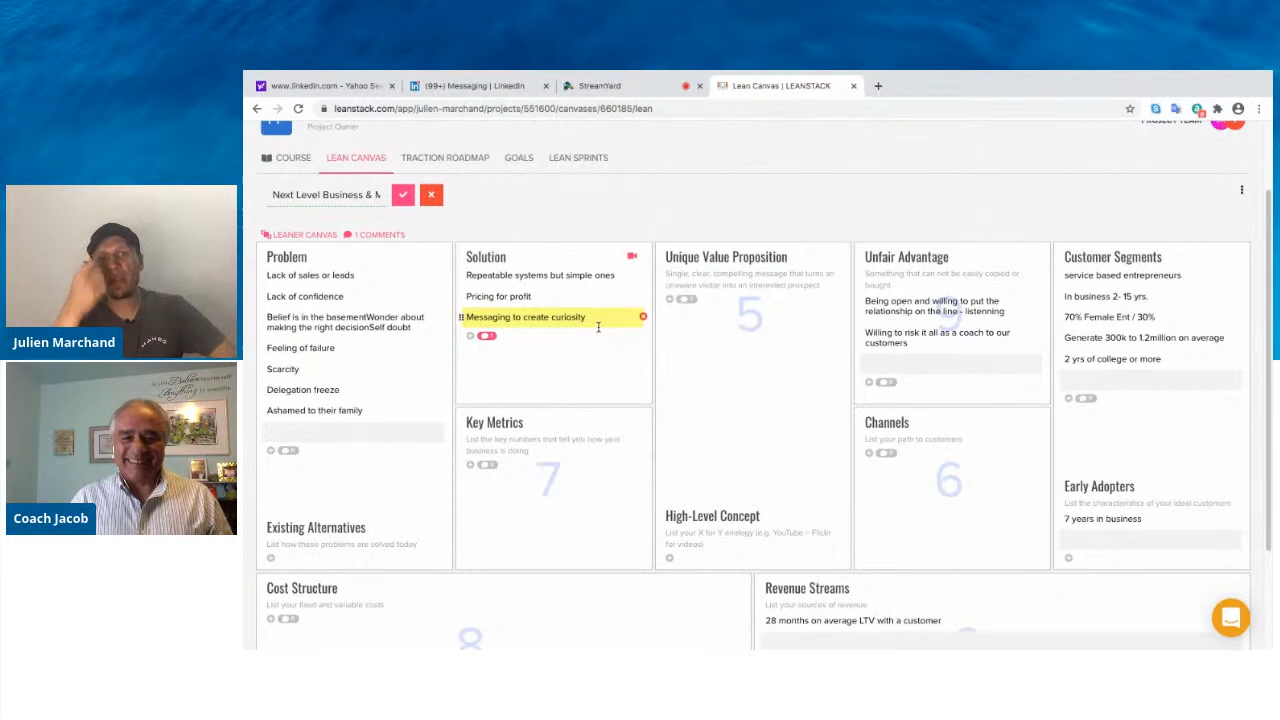 www.linkedin.com - Yahoo Sea
(99+) Messaging | LinkedIn
StreamYard
Lean Canvas | LEANSTACK
leanstack.com/app/julien-marchand/projects/551600/canvases/660185/lean
Project Owner
PROJECT TEAM
COURSE
LEAN CANVAS
TRACTION ROADMAP
GOALS
LEAN SPRINTS
Next Level Business & M
LEANER CANVAS
1 COMMENTS
Problem
Lack of sales or leads
Lack of confidence
Belief is in the basementWonder about
making the right decisionSelf doubt
Feeling of failure
Scarcity
Delegation freeze
Ashamed to their family
Existing Alternatives
List how these problems are solved today
Solution
Repeatable systems but simple ones
Pricing for profit
Messaging to create curiosity
Key Metrics
List the key numbers that tell you how your
business is doing
7
Unique Value Proposition
Single, clear, compelling message that turns an
unaware visitor into an interested prospect
5
High-Level Concept
List your X for Y analogy (e.g. YouTube = Flickr
for videos)
Unfair Advantage
Something that can not be easily copied or
bought
9
Being open and willing to put the
relationship on the line - listenning
Willing to risk it all as a coach to our
customers
Channels
List your path to customers
6
Customer Segments
service based entrepreneurs
In business 2- 15 yrs.
70% Female Ent / 30%
Generate 300k to 1.2million on average
2 yrs of college or more
Early Adopters
List the characteristics of your ideal customers
7 years in business
Cost Structure
List your fixed and variable costs
8
Revenue Streams
List your sources of revenue
28 months on average LTV with a customer
Julien Marchand
Coach Jacob